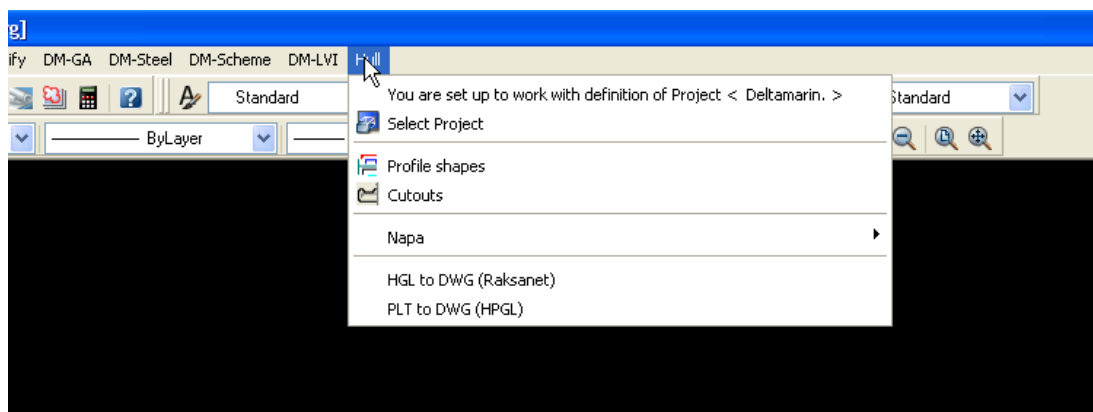 g]
ify DM-GA DM-Steel DM-Scheme DM-LVI Hull
Standard
Standard
ByLayer
You are set up to work with definition of Project < Deltamarin. >
Select Project
Profile shapes
Cutouts
Napa
HGL to DWG (Raksanet)
PLT to DWG (HPGL)